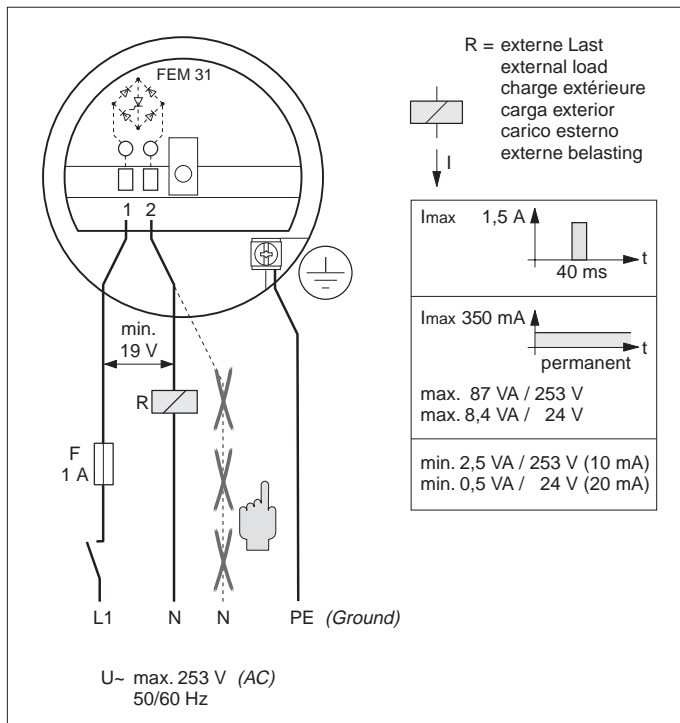 FEM 31
1 2
min.
19 V
R
F
1 A
L1 N N PE (Ground)
U~ max. 253 V (AC)
50/60 Hz
R = externe Last
external load
charge extérieure
carga exterior
carico esterno
externe belasting
I
Imax 1,5 A
t
40 ms
Imax 350 mA
t
permanent
max. 87 VA / 253 V
max. 8,4 VA / 24 V
min. 2,5 VA / 253 V (10 mA)
min. 0,5 VA / 24 V (20 mA)